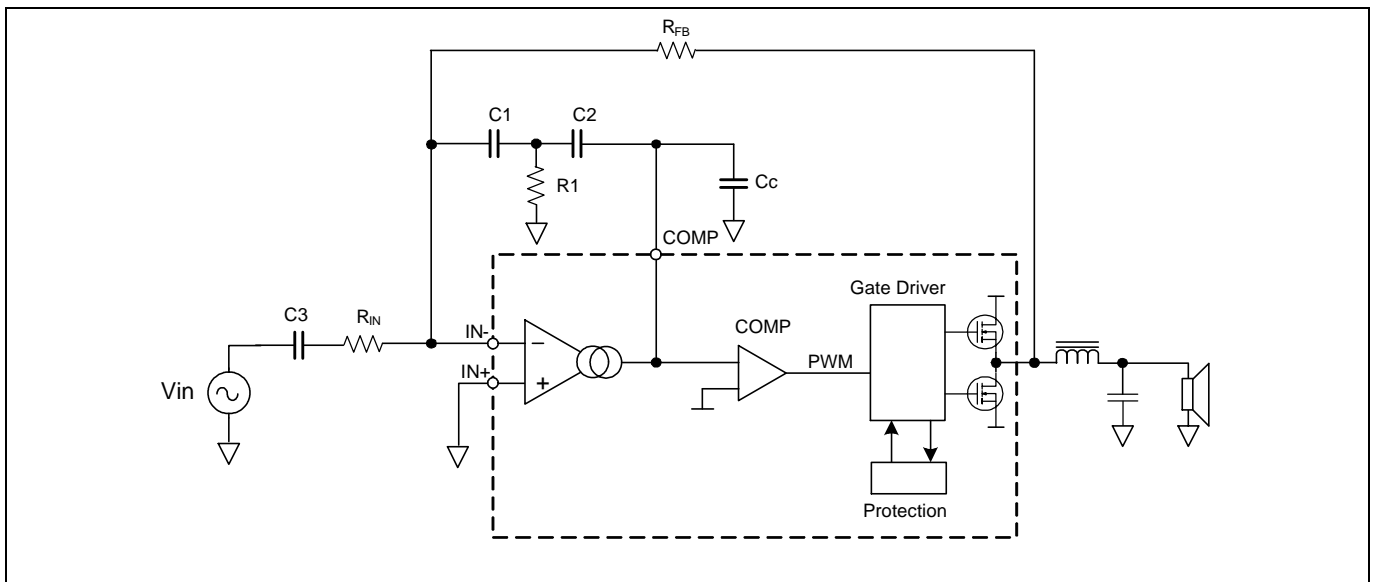 RFB
C1
C2
R1
Cc
COMP
Gate Driver
C3
RIN
IN-
COMP
IN+
PWM
Vin
Protection